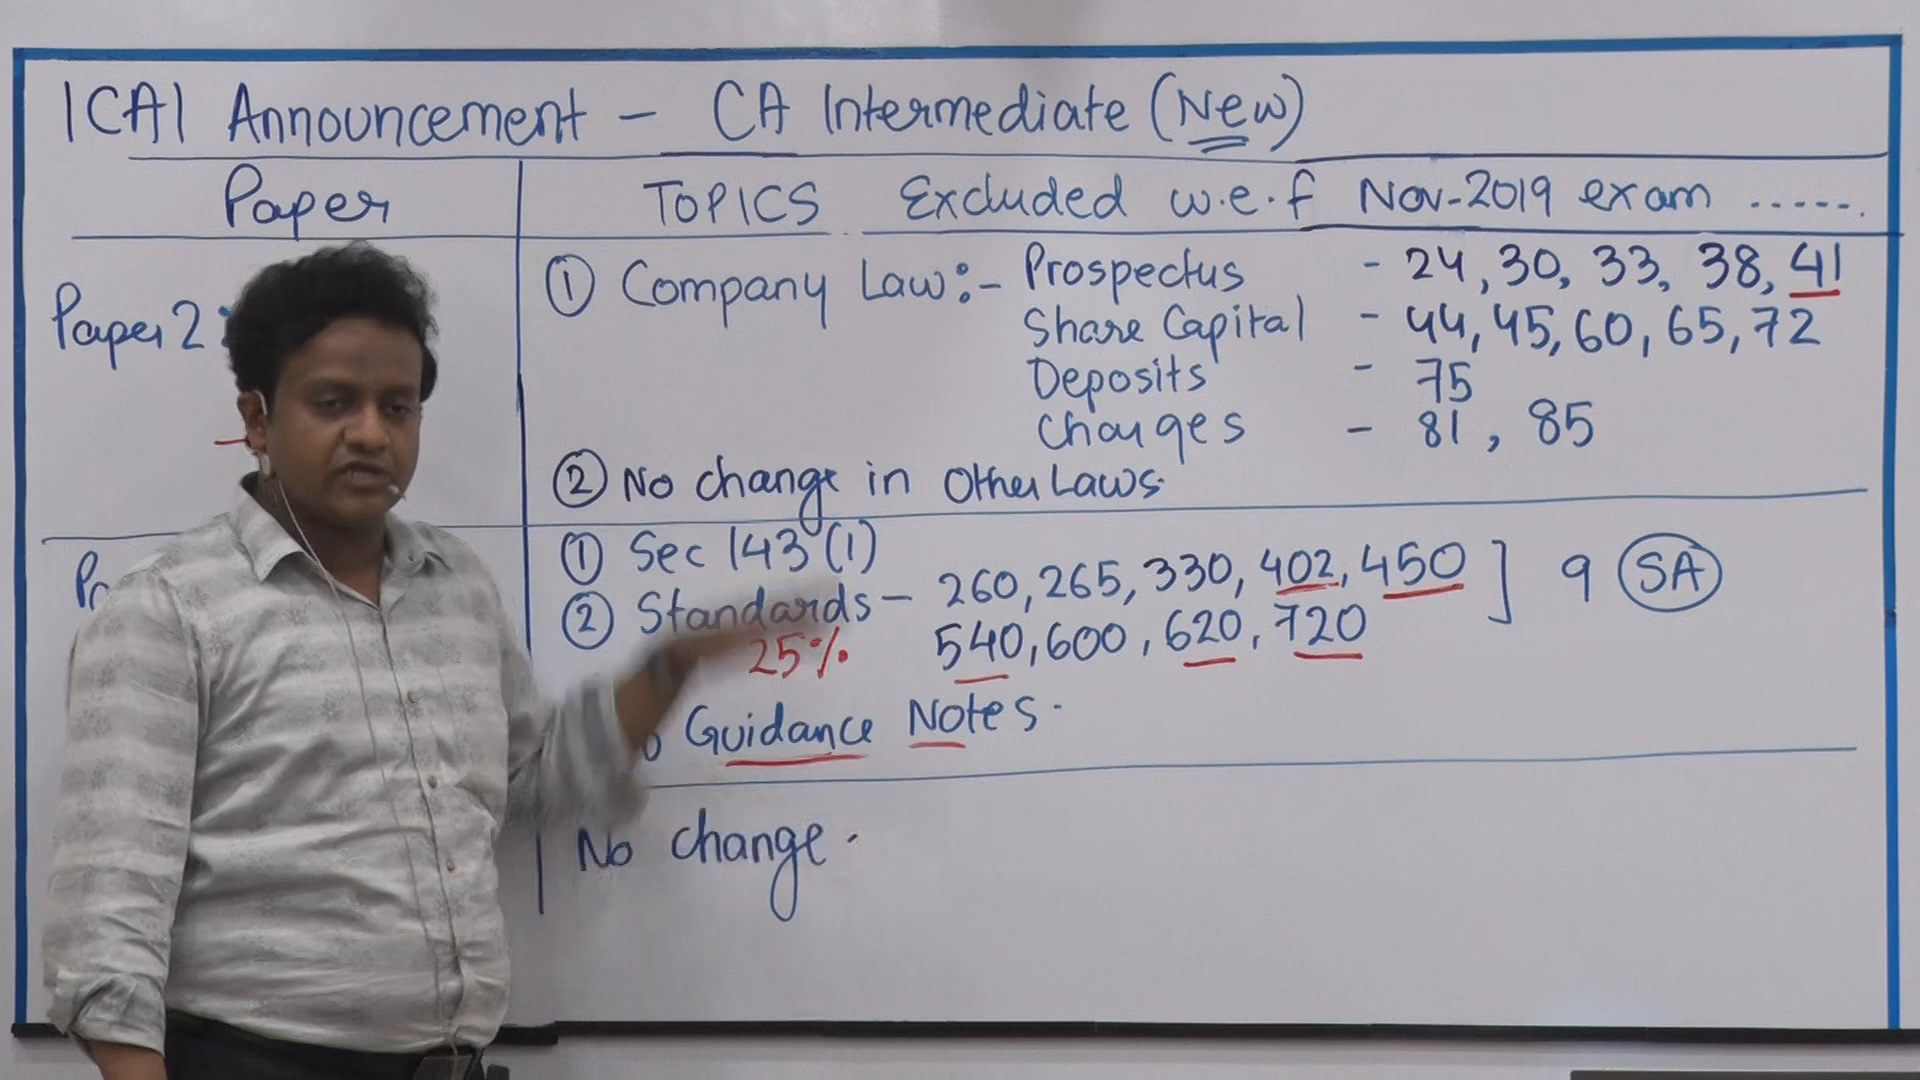 ICAI Announcement - CA Intermediate (New)
Paper
TOPICS Excluded w.e.f Nov-2019 exam ......
Paper 2
① Company Law:- Prospectus - 24, 30, 33, 38, 41
Share Capital - 44, 45, 60, 65, 72
Deposits - 75
Charges - 81, 85
② No change in Other Laws.
① Sec 143 (1)
② Standards - 260, 265, 330, 402, 450] 9 SA
25% 540, 600, 620, 720
Guidance Notes.
No change.